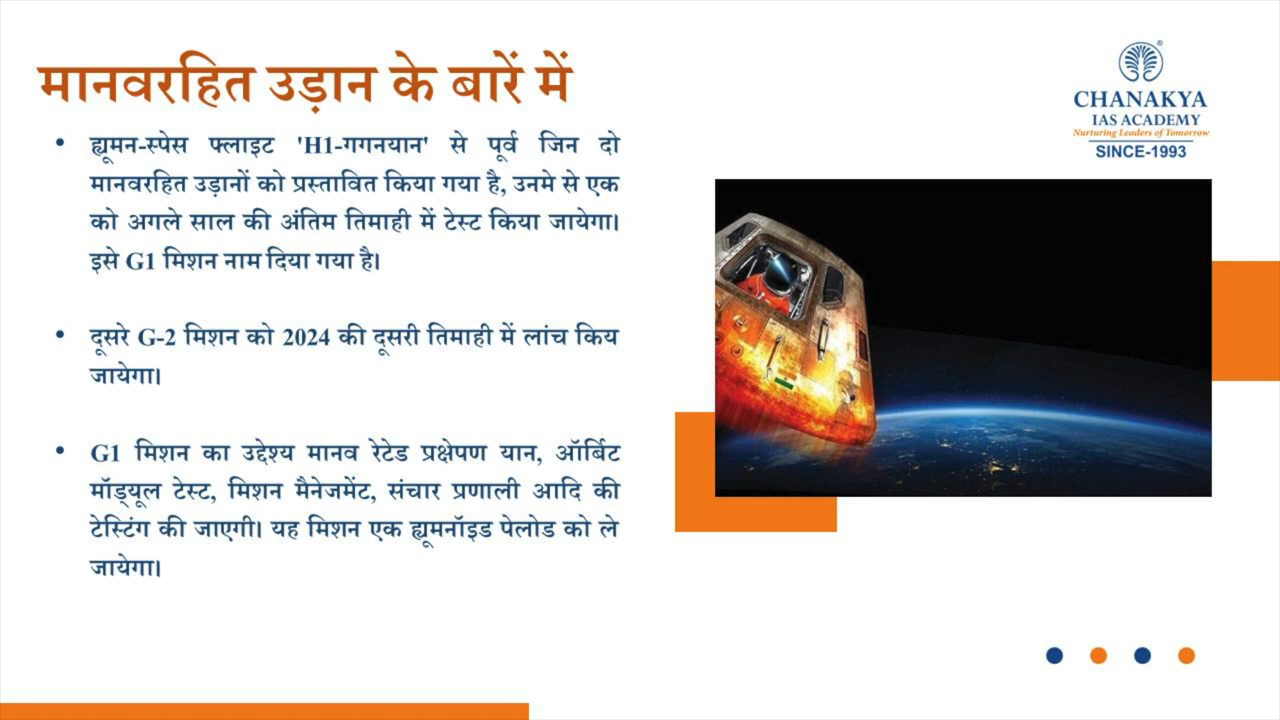 मानवरहित उड़ान के बारें में
CHANAKYA
IAS ACADEMY
Nurturing Leaders of Tomorrow
SINCE-1993
• ह्यूमन-स्पेस फ्लाइट 'H1-गगनयान' से पूर्व जिन दो
मानवरहित उड़ानों को प्रस्तावित किया गया है, उनमे से एक
को अगले साल की अंतिम तिमाही में टेस्ट किया जायेगा।
इसे G1 मिशन नाम दिया गया है।
• दूसरे G-2 मिशन को 2024 की दूसरी तिमाही में लांच किय
जायेगा।
• G1 मिशन का उद्देश्य मानव रेटेड प्रक्षेपण यान, ऑर्बिट
मॉड्यूल टेस्ट, मिशन मैनेजमेंट, संचार प्रणाली आदि की
टेस्टिंग की जाएगी। यह मिशन एक ह्यूमनॉइड पेलोड को ले
जायेगा।